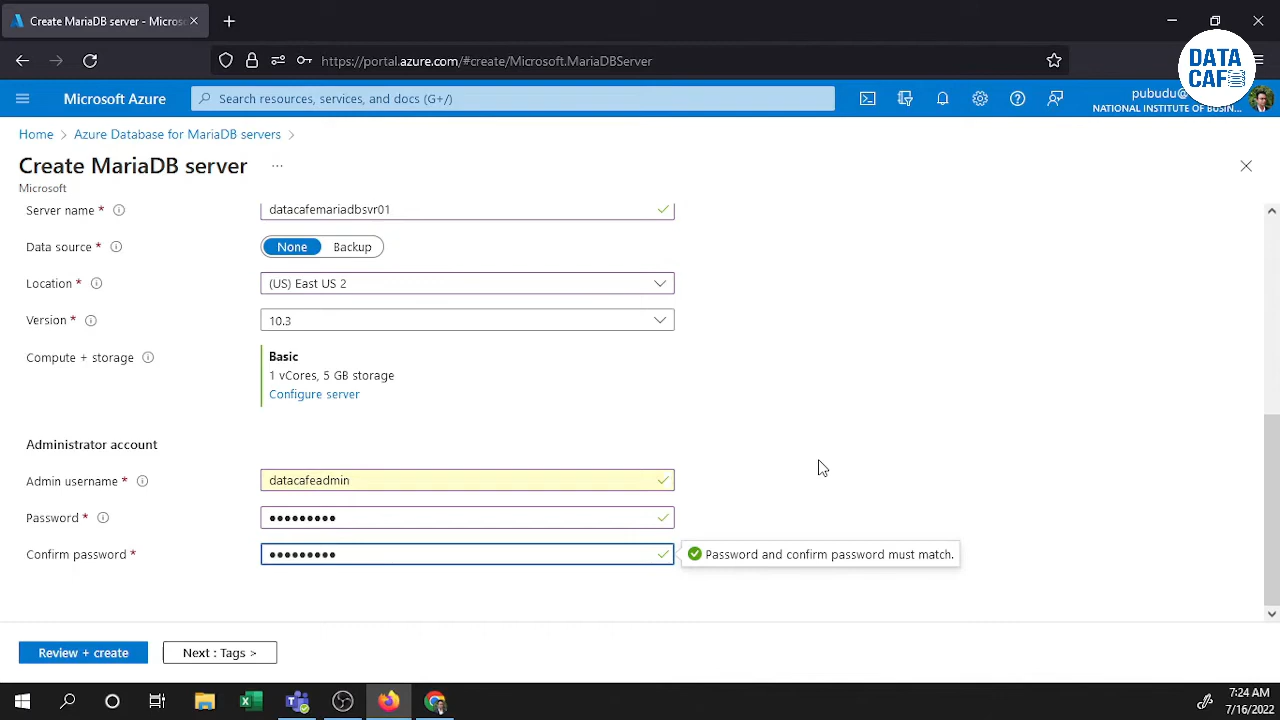 Create MariaDB server - Micros
https://portal.azure.com/#create/Microsoft.MariaDBServer
DATA
CAFE
Microsoft Azure
Search resources, services, and docs (G+/)
pubudu@
NATIONAL INSTITUTE OF BUSIN...
Home > Azure Database for MariaDB servers >
Create MariaDB server ...
Microsoft
Server name * datacafemariadbsvr01
Data source * None Backup
Location * (US) East US 2
Version * 10.3
Compute + storage Basic
1 vCores, 5 GB storage
Configure server
Administrator account
Admin username * datacafeadmin
Password * •••••••••
Confirm password * •••••••••
Password and confirm password must match.
Review + create
Next : Tags >
7:24 AM
7/16/2022